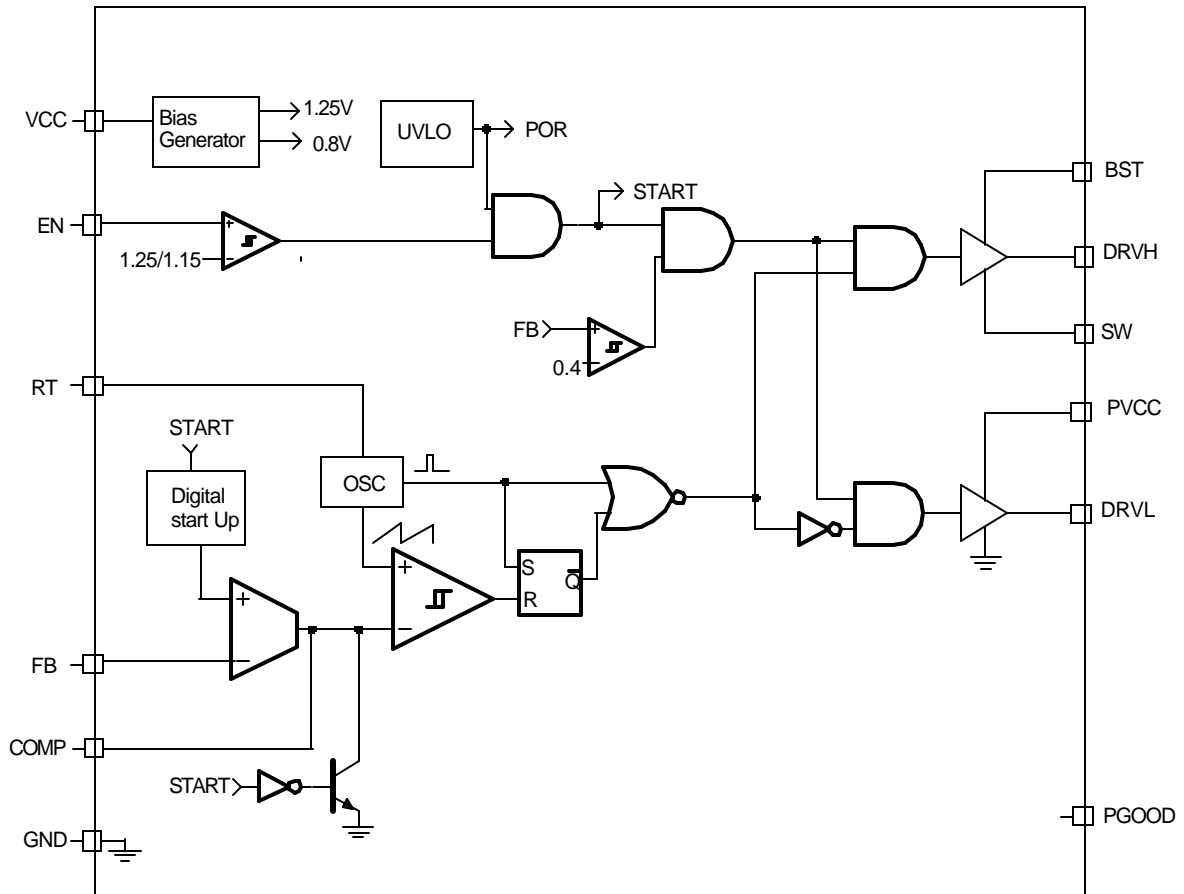 VCC
Bias
Generator
1.25V
0.8V
UVLO
POR
BST
START
EN
+
−
1.25/1.15
DRVH
FB
+
0.4
−
SW
RT
PVCC
START
OSC
Digital
start Up
DRVL
+
−
S
R
Q
+
−
FB
COMP
START
GND
PGOOD